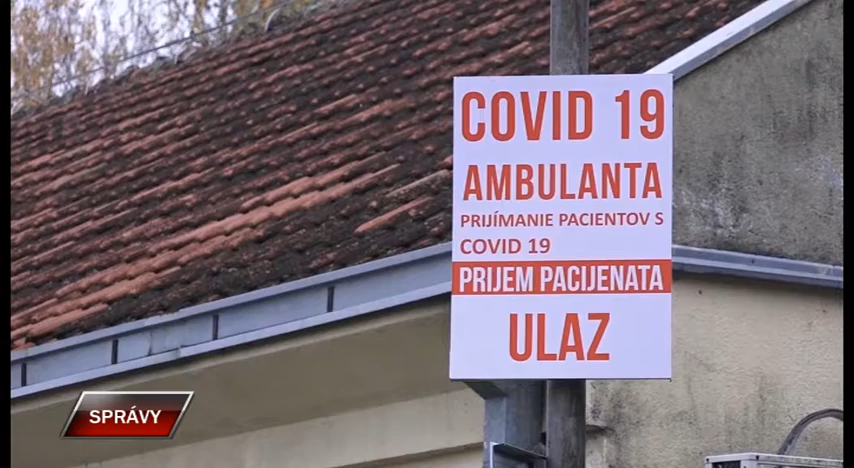 COVID 19
AMBULANTA
PRIJÍMANIE PACIENTOV S
COVID 19
PRIJEM PACIJENATA
ULAZ
SPRÁVY